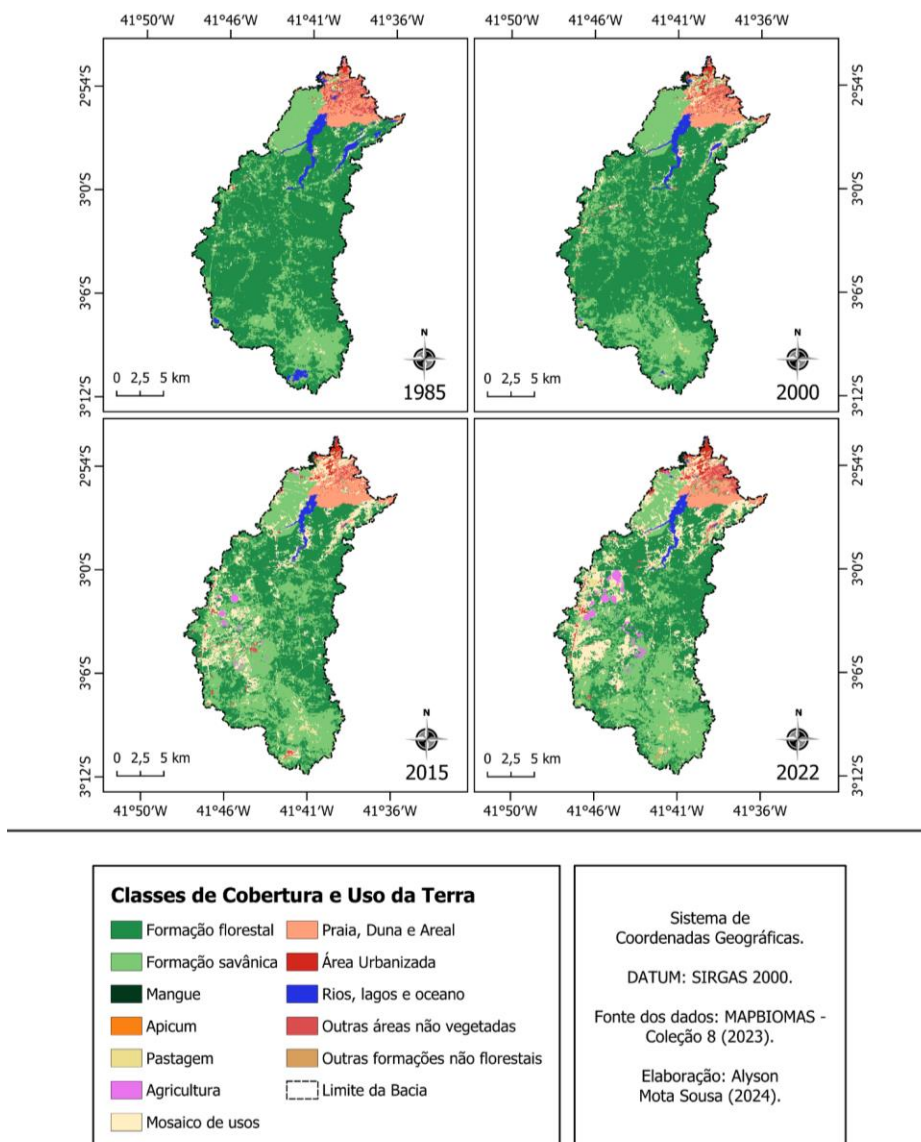 41°50'W 41°46'W 41°41'W 41°36'W 41°50'W 41°46'W 41°41'W 41°36'W
2°54'S
3°0'S
3°6'S
3°12'S
N
0 2,5 5 km
1985
N
0 2,5 5 km
2000
2°54'S
3°0'S
3°6'S
3°12'S
2°54'S
3°0'S
3°6'S
3°12'S
N
0 2,5 5 km
2015
N
0 2,5 5 km
2022
2°54'S
3°0'S
3°6'S
3°12'S
41°50'W 41°46'W 41°41'W 41°36'W 41°50'W 41°46'W 41°41'W 41°36'W
Classes de Cobertura e Uso da Terra
Formação florestal
Formação savânica
Mangue
Apicum
Pastagem
Agricultura
Mosaico de usos
Praia, Duna e Areal
Área Urbanizada
Rios, lagos e oceano
Outras áreas não vegetadas
Outras formações não florestais
Limite da Bacia
Sistema de
Coordenadas Geográficas.
DATUM: SIRGAS 2000.
Fonte dos dados: MAPBIOMAS -
Coleção 8 (2023).
Elaboração: Alyson
Mota Sousa (2024).